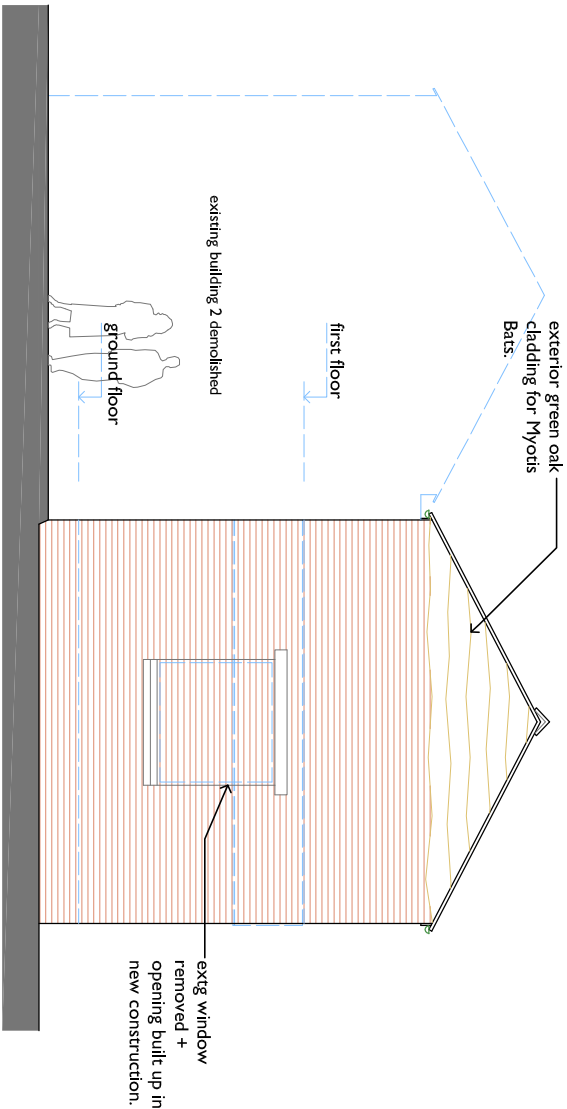 exterior green oak
cladding for Myotis
Bats.
first floor
existing building 2 demolished
ground floor
extg window
removed +
opening built up in
new construction.